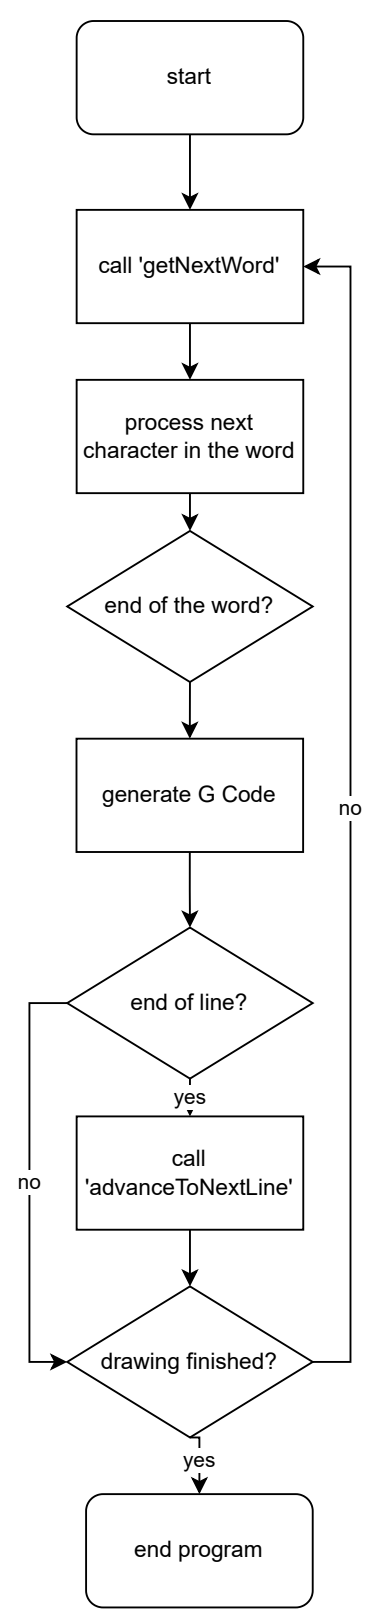 start
call 'getNextWord'
process next
character in the word
end of the word?
generate G Code
no
end of line?
yes
call
'advanceToNextLine'
no
drawing finished?
yes
end program